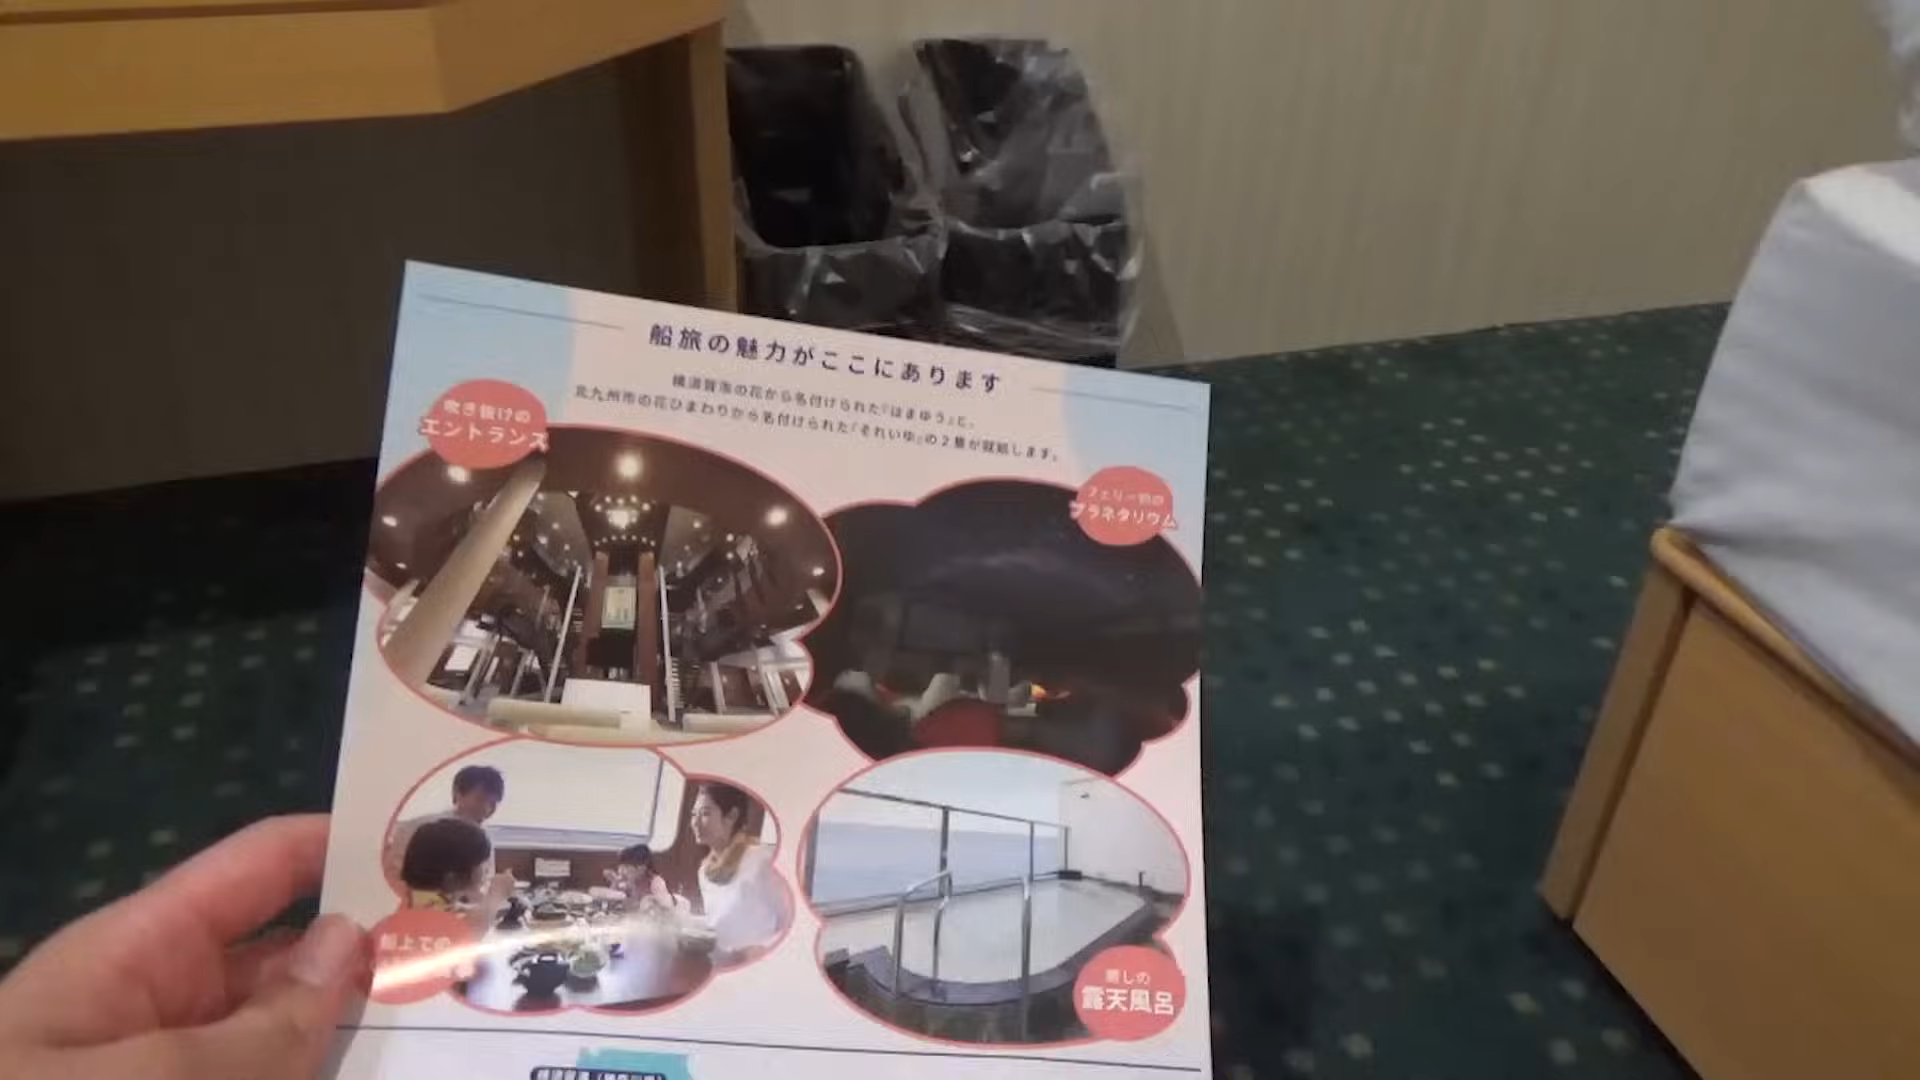 船旅の魅力がここにあります
横須賀市の花から名付けられた『はまゆう』と、
北九州市の花ひまわりから名付けられた『それいゆ』の2隻が就航します。
吹き抜けの
エントランス
フェリー初の
プラネタリウム
船上での
癒しの
露天風呂